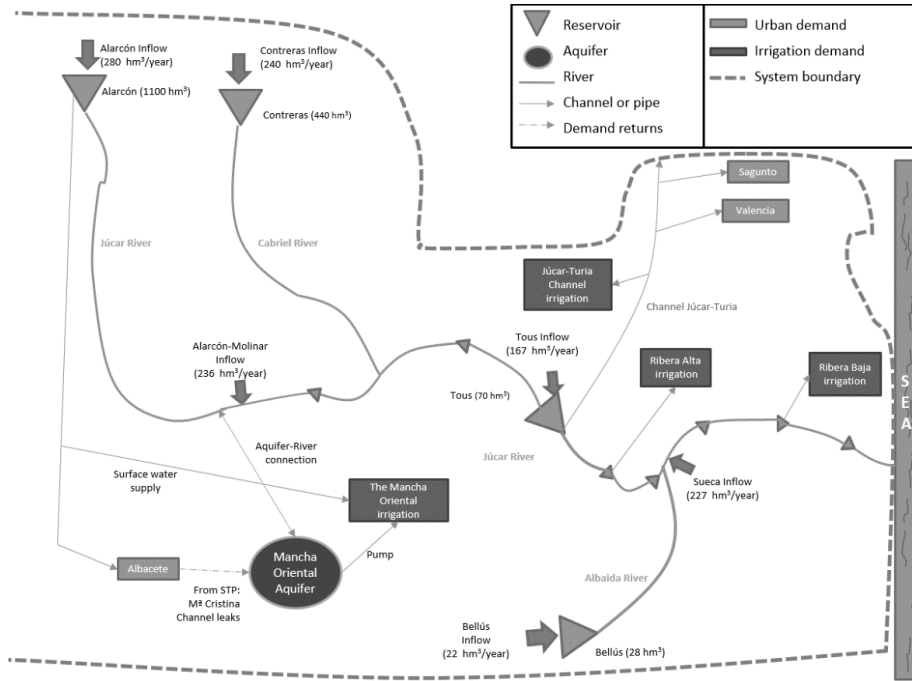 Alarcón Inflow
(280 hm³/year)
Contreras Inflow
(240 hm³/year)
Alarcón (1100 hm³)
Contreras (440 hm³)
Reservoir
Aquifer
River
Channel or pipe
Demand returns
Urban demand
Irrigation demand
System boundary
Sagunto
Valencia
Júcar River
Cabriel River
Júcar-Turia
Channel
irrigation
Channel Júcar-Turia
Alarcón-Molinar
Inflow
(236 hm³/year)
Tous Inflow
(167 hm³/year)
Ribera Alta
irrigation
Ribera Baja
irrigation
Tous (70 hm³)
SEA
Aquifer-River
connection
Júcar River
Surface water
supply
The Mancha
Oriental
irrigation
Sueca Inflow
(227 hm³/year)
Pump
Albacete
Mancha
Oriental
Aquifer
From STP:
Mª Cristina
Channel leaks
Albaida River
Bellús
Inflow
(22 hm³/year)
Bellús (28 hm³)